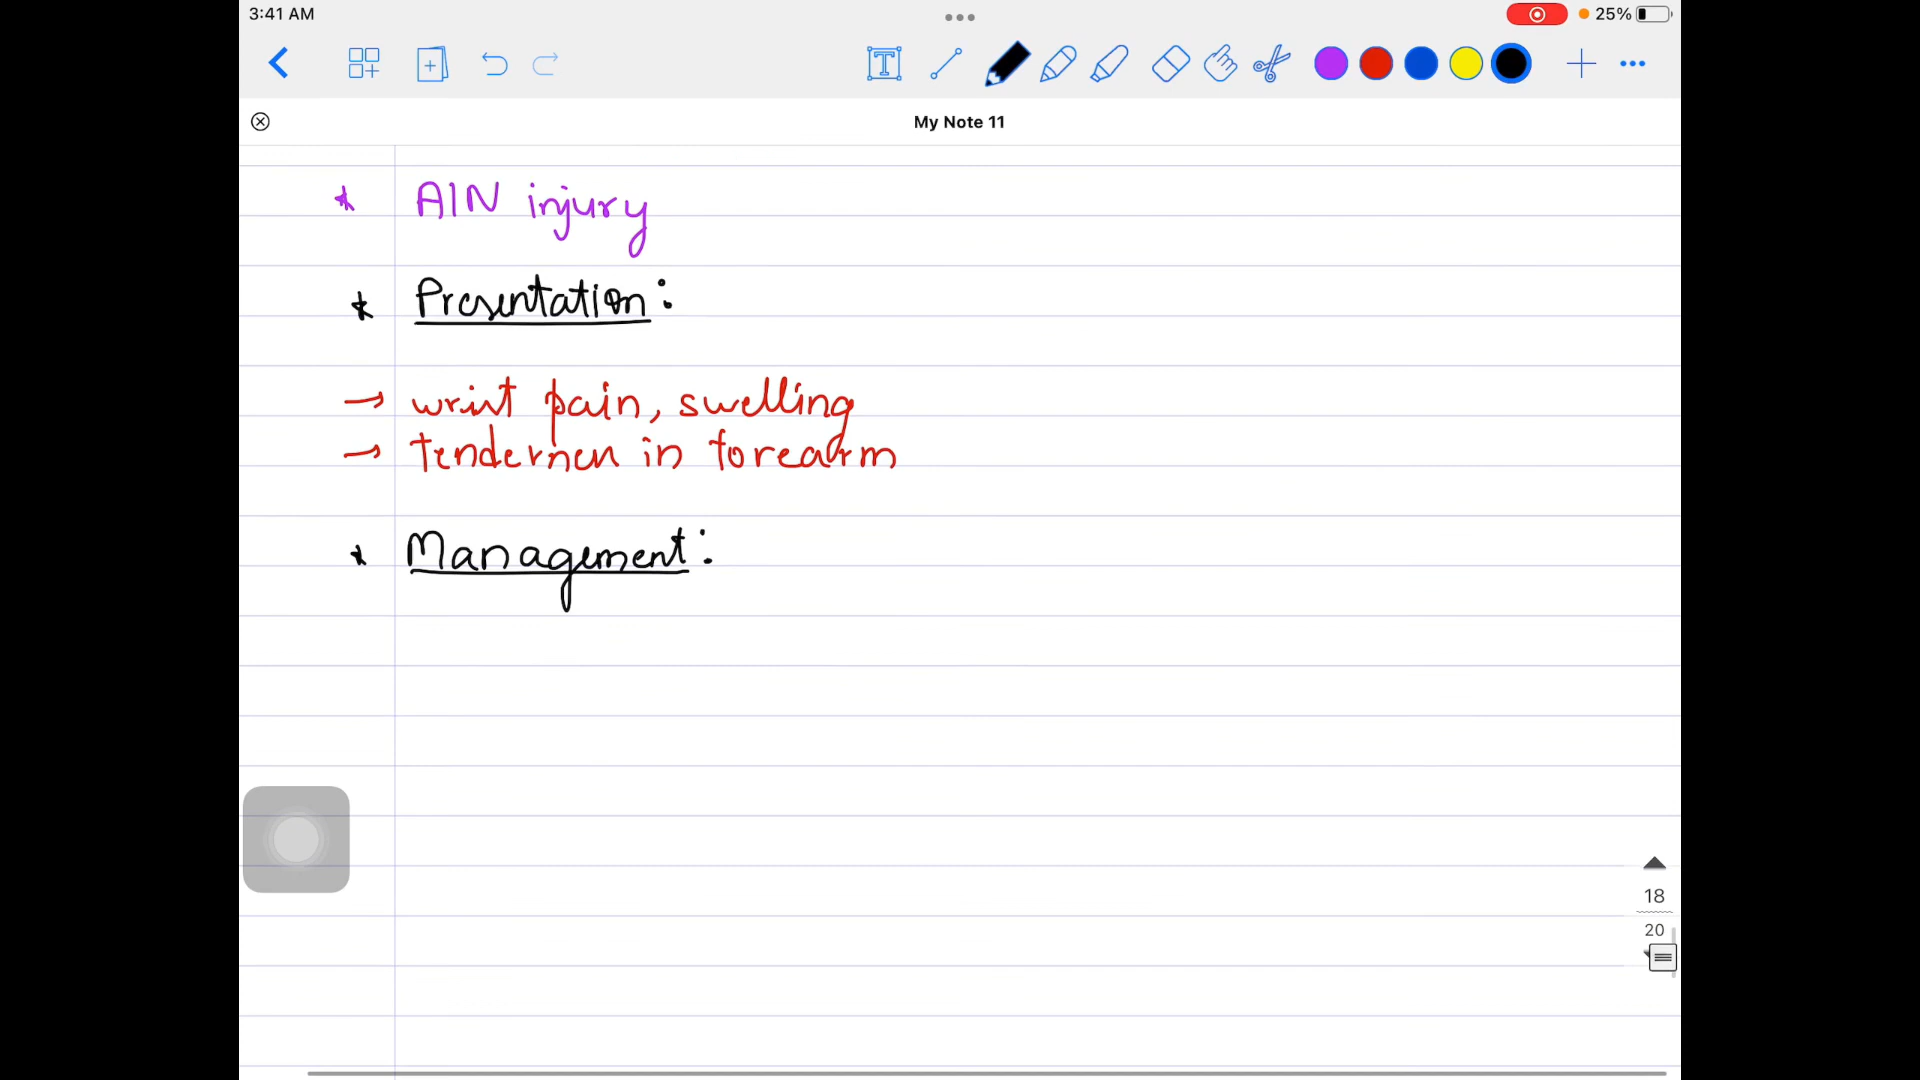 3:41 AM
25%
T
My Note 11
* AIN injury
* Presentation:
→ wrist pain, swelling
→ tenderness in forearm
* Management:
18
20